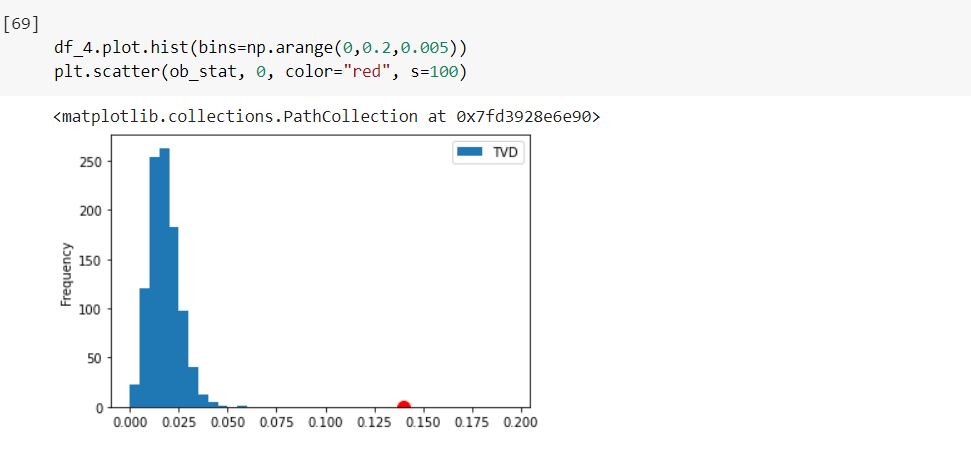 [69]
df_4.plot.hist(bins=np.arange(0,0.2,0.005))
plt.scatter(ob_stat, 0, color="red", s=100)
<matplotlib.collections.PathCollection at 0x7fd3928e6e90>
TVD
250
200
150
100
50
0
Frequency
0.000 0.025 0.050 0.075 0.100 0.125 0.150 0.175 0.200